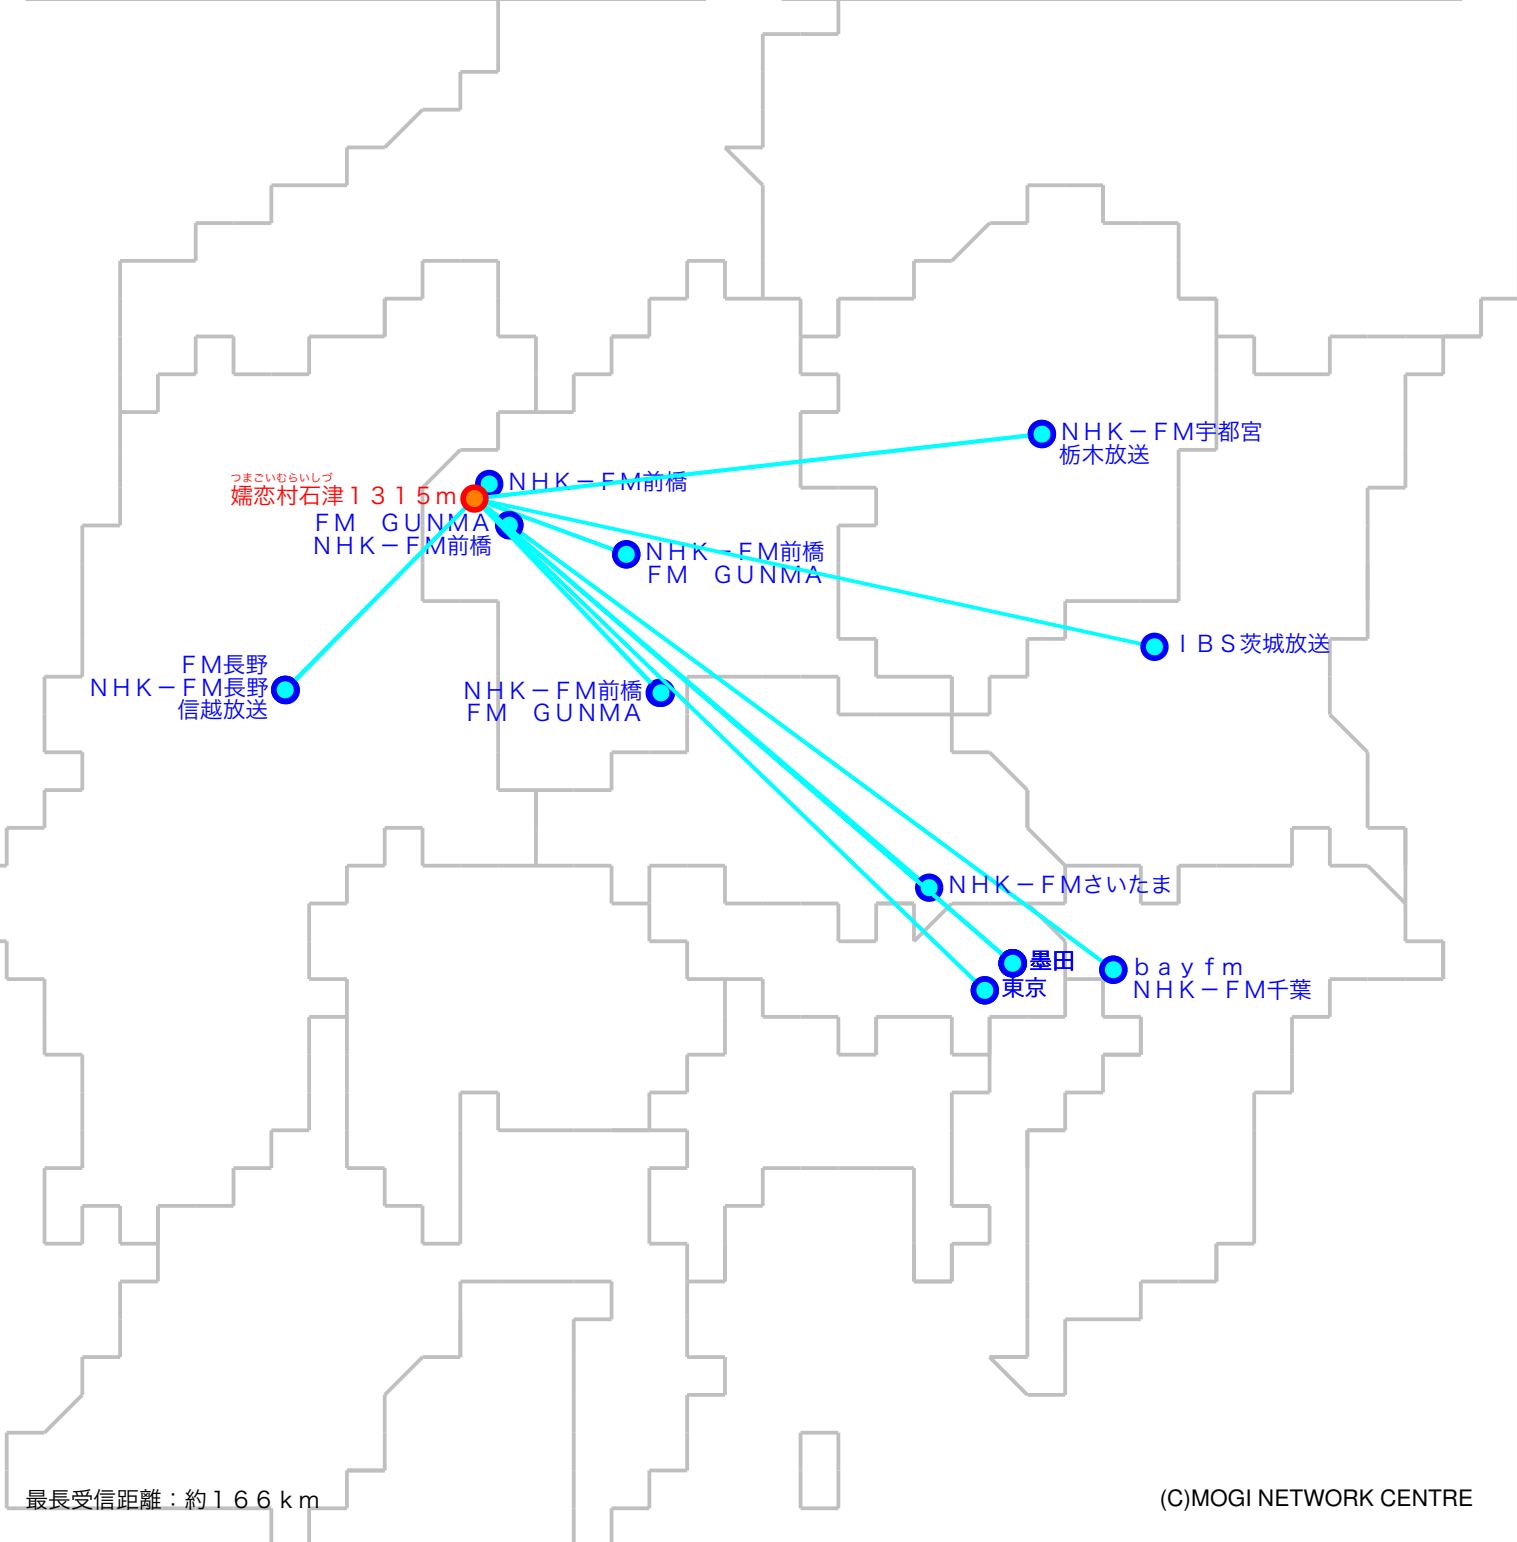 ＮＨＫ－ＦＭ宇都宮
栃木放送
つまごいむらいしづ
嬬恋村石津１３１５ｍ
ＮＨＫ－ＦＭ前橋
ＦＭ　ＧＵＮＭＡ
ＮＨＫ－ＦＭ前橋
ＮＨＫ－ＦＭ前橋
ＦＭ　ＧＵＮＭＡ
ＩＢＳ茨城放送
ＦＭ長野
ＮＨＫ－ＦＭ長野
信越放送
ＮＨＫ－ＦＭ前橋
ＦＭ　ＧＵＮＭＡ
ＮＨＫ－ＦＭさいたま
墨田
東京
ｂａｙｆｍ
ＮＨＫ－ＦＭ千葉
最長受信距離：約１６６ｋｍ
(C)MOGI NETWORK CENTRE